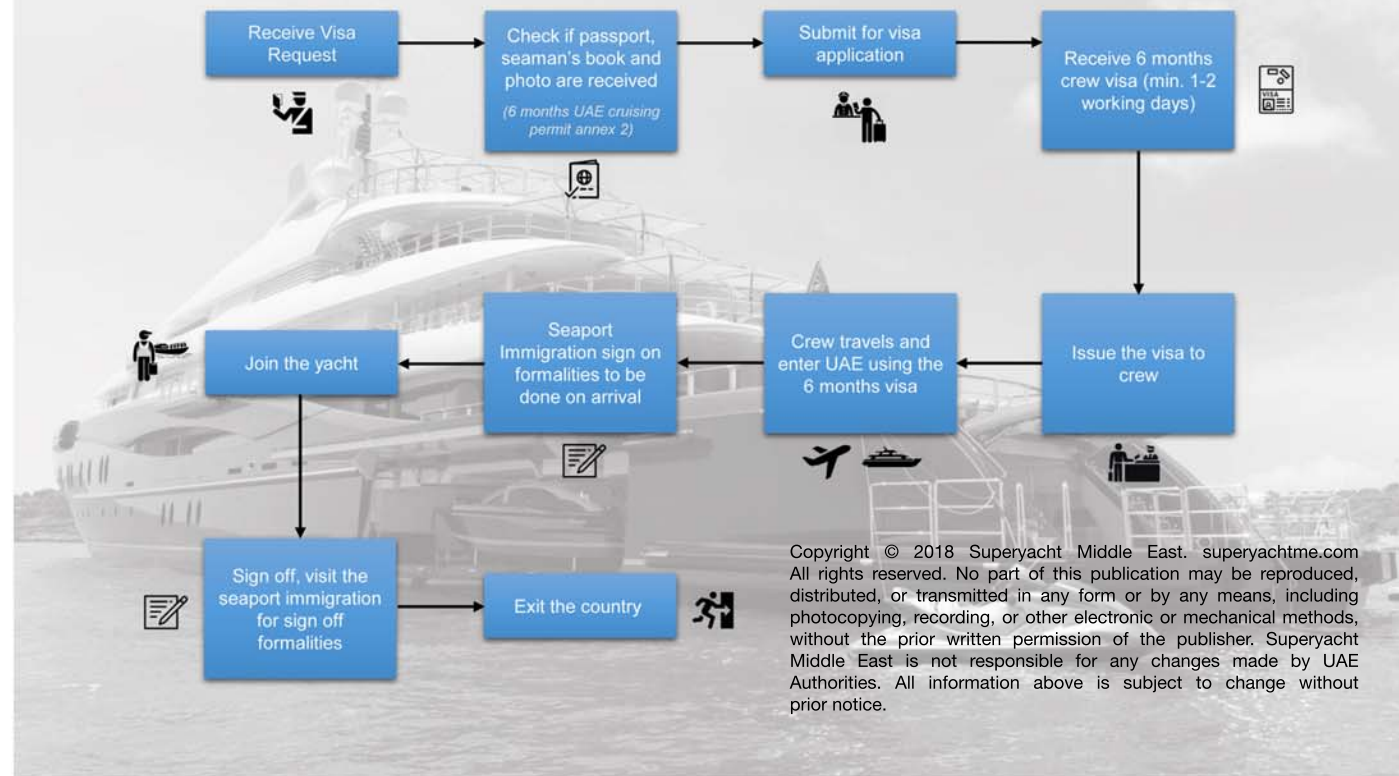 Receive Visa
Request
Check if passport,
seaman's book and
photo are received
(6 months UAE cruising
permit annex 2)
Submit for visa
application
Receive 6 months
crew visa (min. 1-2
working days)
VISA
Issue the visa to
crew
Crew travels and
enter UAE using the
6 months visa
Seaport
Immigration sign on
formalities to be
done on arrival
Join the yacht
Sign off, visit the
seaport immigration
for sign off
formalities
Exit the country
Copyright © 2018 Superyacht Middle East. superyachtme.com
All rights reserved. No part of this publication may be reproduced,
distributed, or transmitted in any form or by any means, including
photocopying, recording, or other electronic or mechanical methods,
without the prior written permission of the publisher. Superyacht
Middle East is not responsible for any changes made by UAE
Authorities. All information above is subject to change without
prior notice.